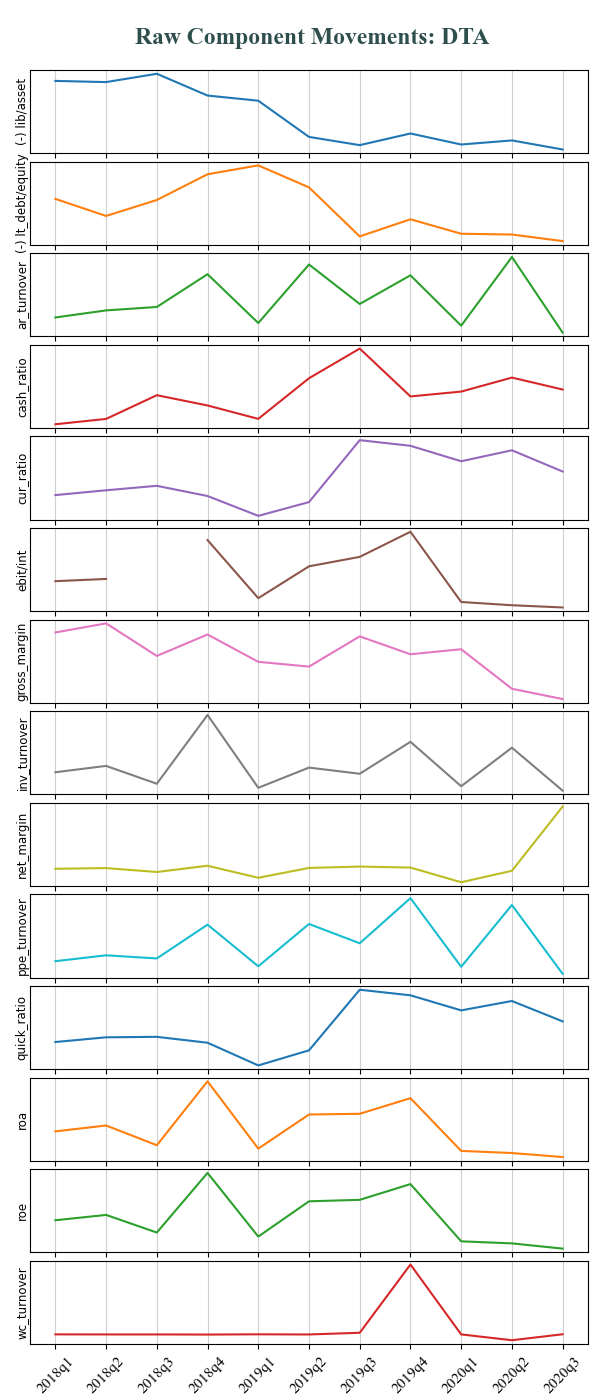 Raw Component Movements: DTA
(-) lib/asset
(-) lt_debt/equity
ar_turnover
cash_ratio
cur_ratio
ebit/int
gross_margin
inv_turnover
net_margin
ppe_turnover
quick_ratio
roa
roe
wc_turnover
2018q1 2018q2 2018q3 2018q4 2019q1 2019q2 2019q3 2019q4 2020q1 2020q2 2020q3